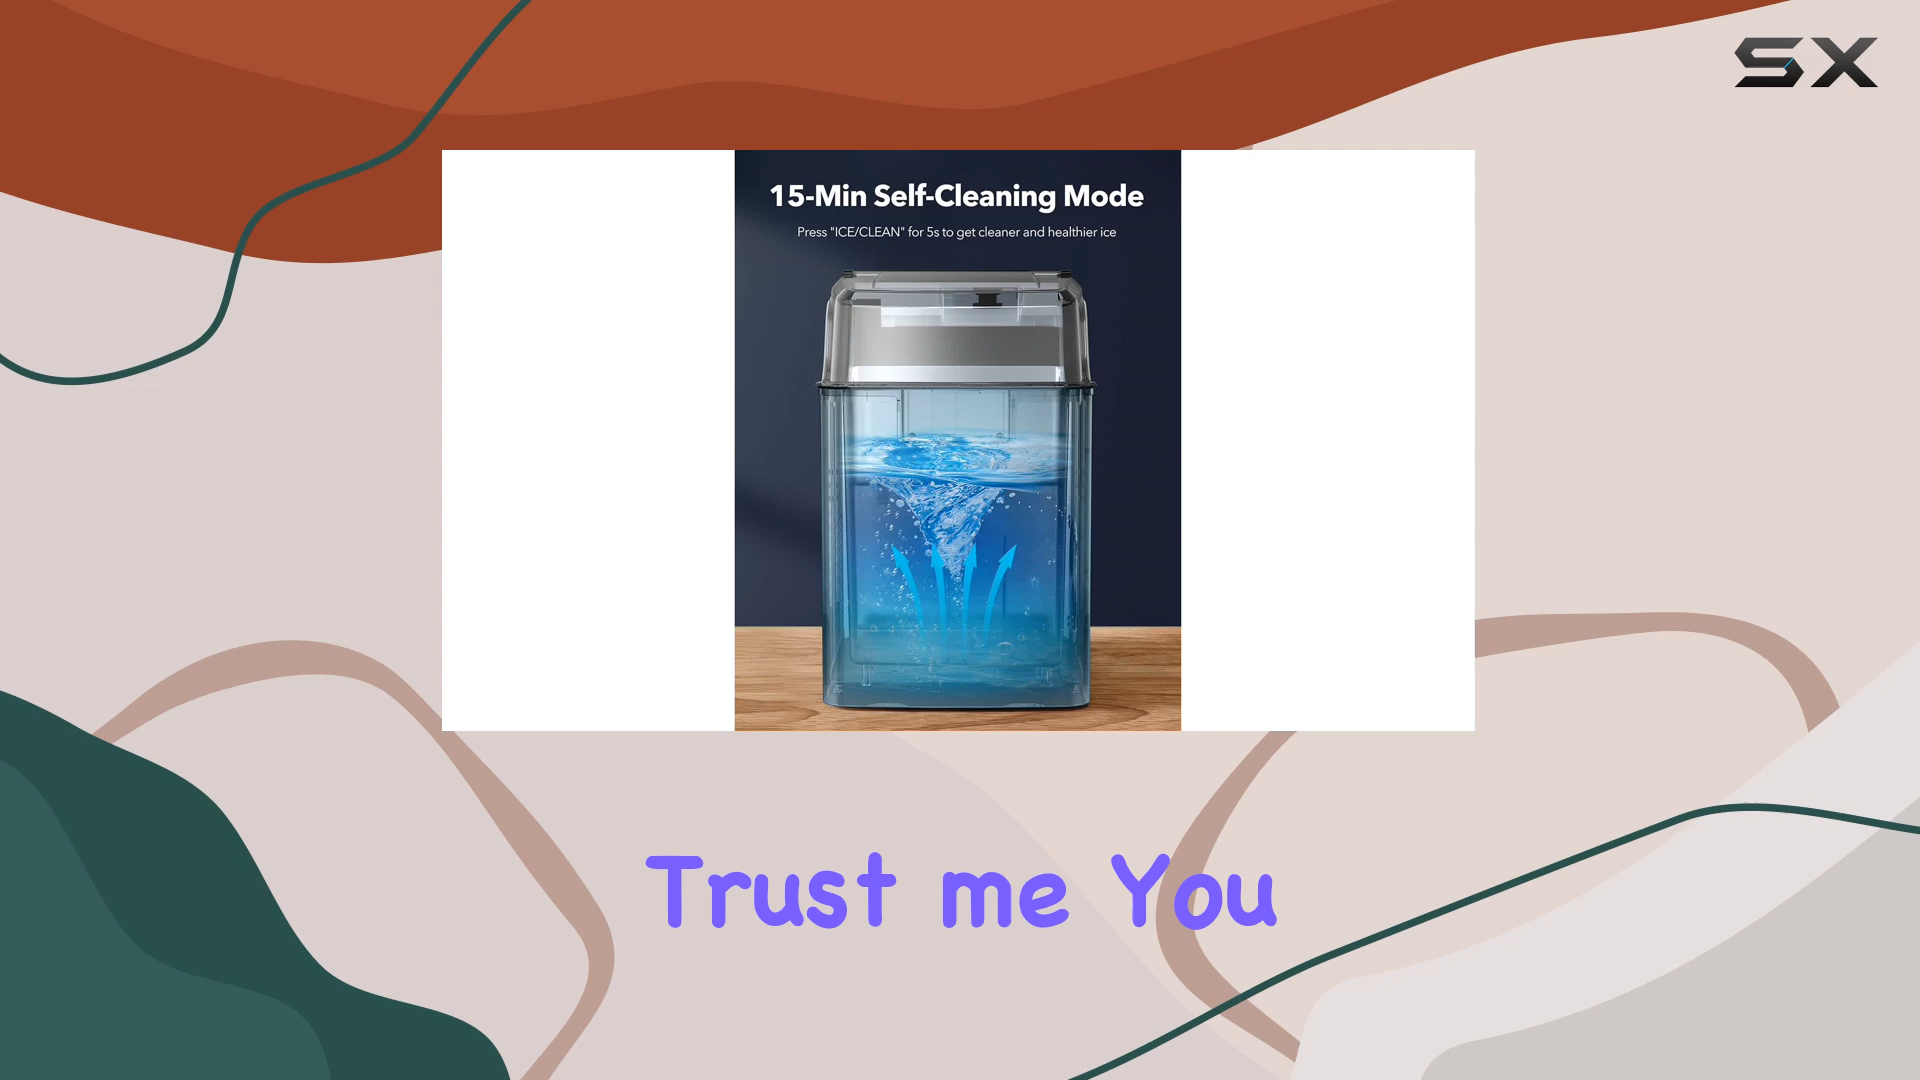 SX
15-Min Self-Cleaning Mode
Press "ICE/CLEAN" for 5s to get cleaner and healthier ice
Trust me You